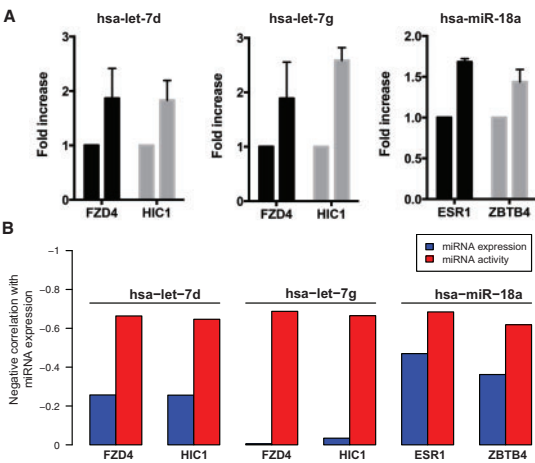 A
hsa-let-7d
hsa-let-7g
hsa-miR-18a
Fold increase
3
2
1
0
FZD4 HIC1
Fold increase
3
2
1
0
FZD4 HIC1
Fold increase
2.0
1.5
1.0
0.5
0.0
ESR1 ZBTB4
B
Negative correlation with
miRNA expression
−1
−0.8
−0.6
−0.4
−0.2
0
miRNA expression
miRNA activity
hsa−let−7d
hsa−let−7g
hsa−miR−18a
FZD4 HIC1 FZD4 HIC1 ESR1 ZBTB4